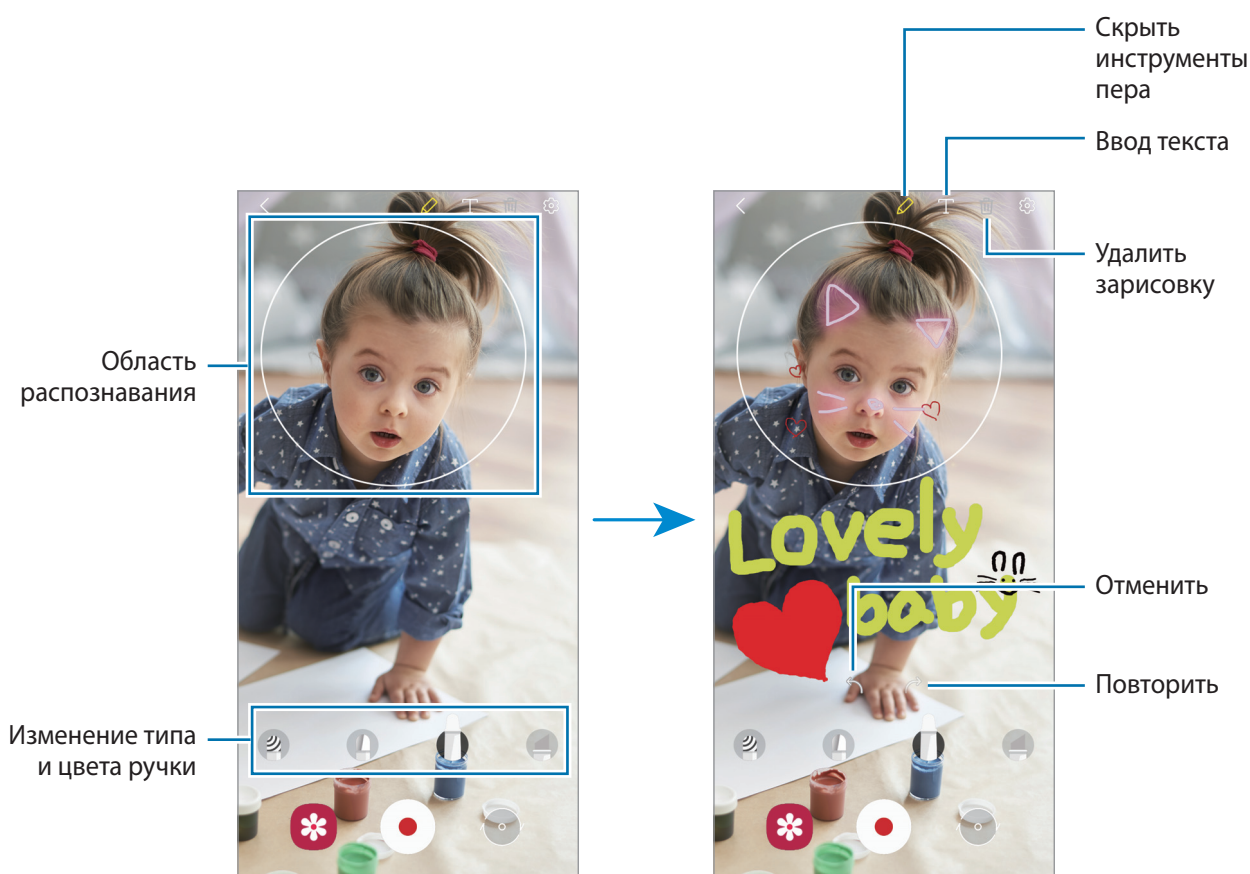 Скрыть
инструменты
пера
Ввод текста
Удалить
зарисовку
Область
распознавания
Lovely
baby
Отменить
Повторить
Изменение типа
и цвета ручки